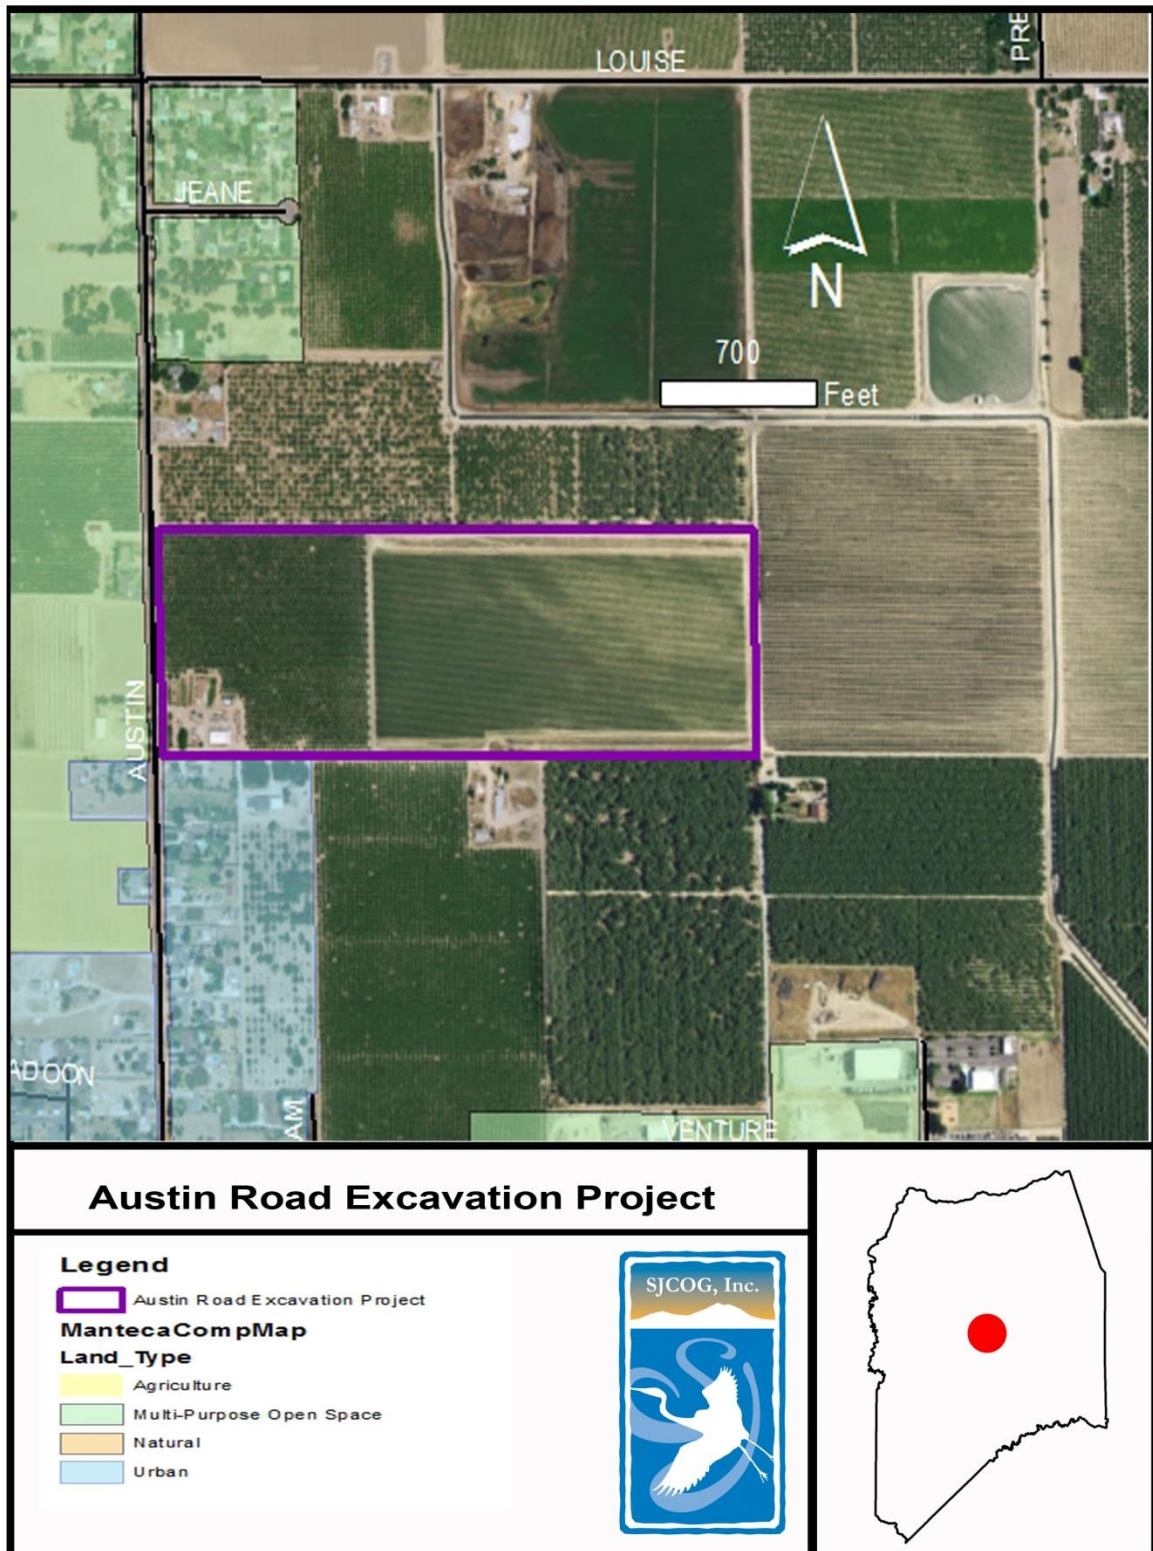 LOUISE
PRE
JEANE
N
700
Feet
AUSTIN
ADOON
AM
VENTURE
Austin Road Excavation Project
Legend
Austin Road Excavation Project
MantecaCompMap
Land_Type
Agriculture
Multi-Purpose Open Space
Natural
Urban
SJCOG, Inc.